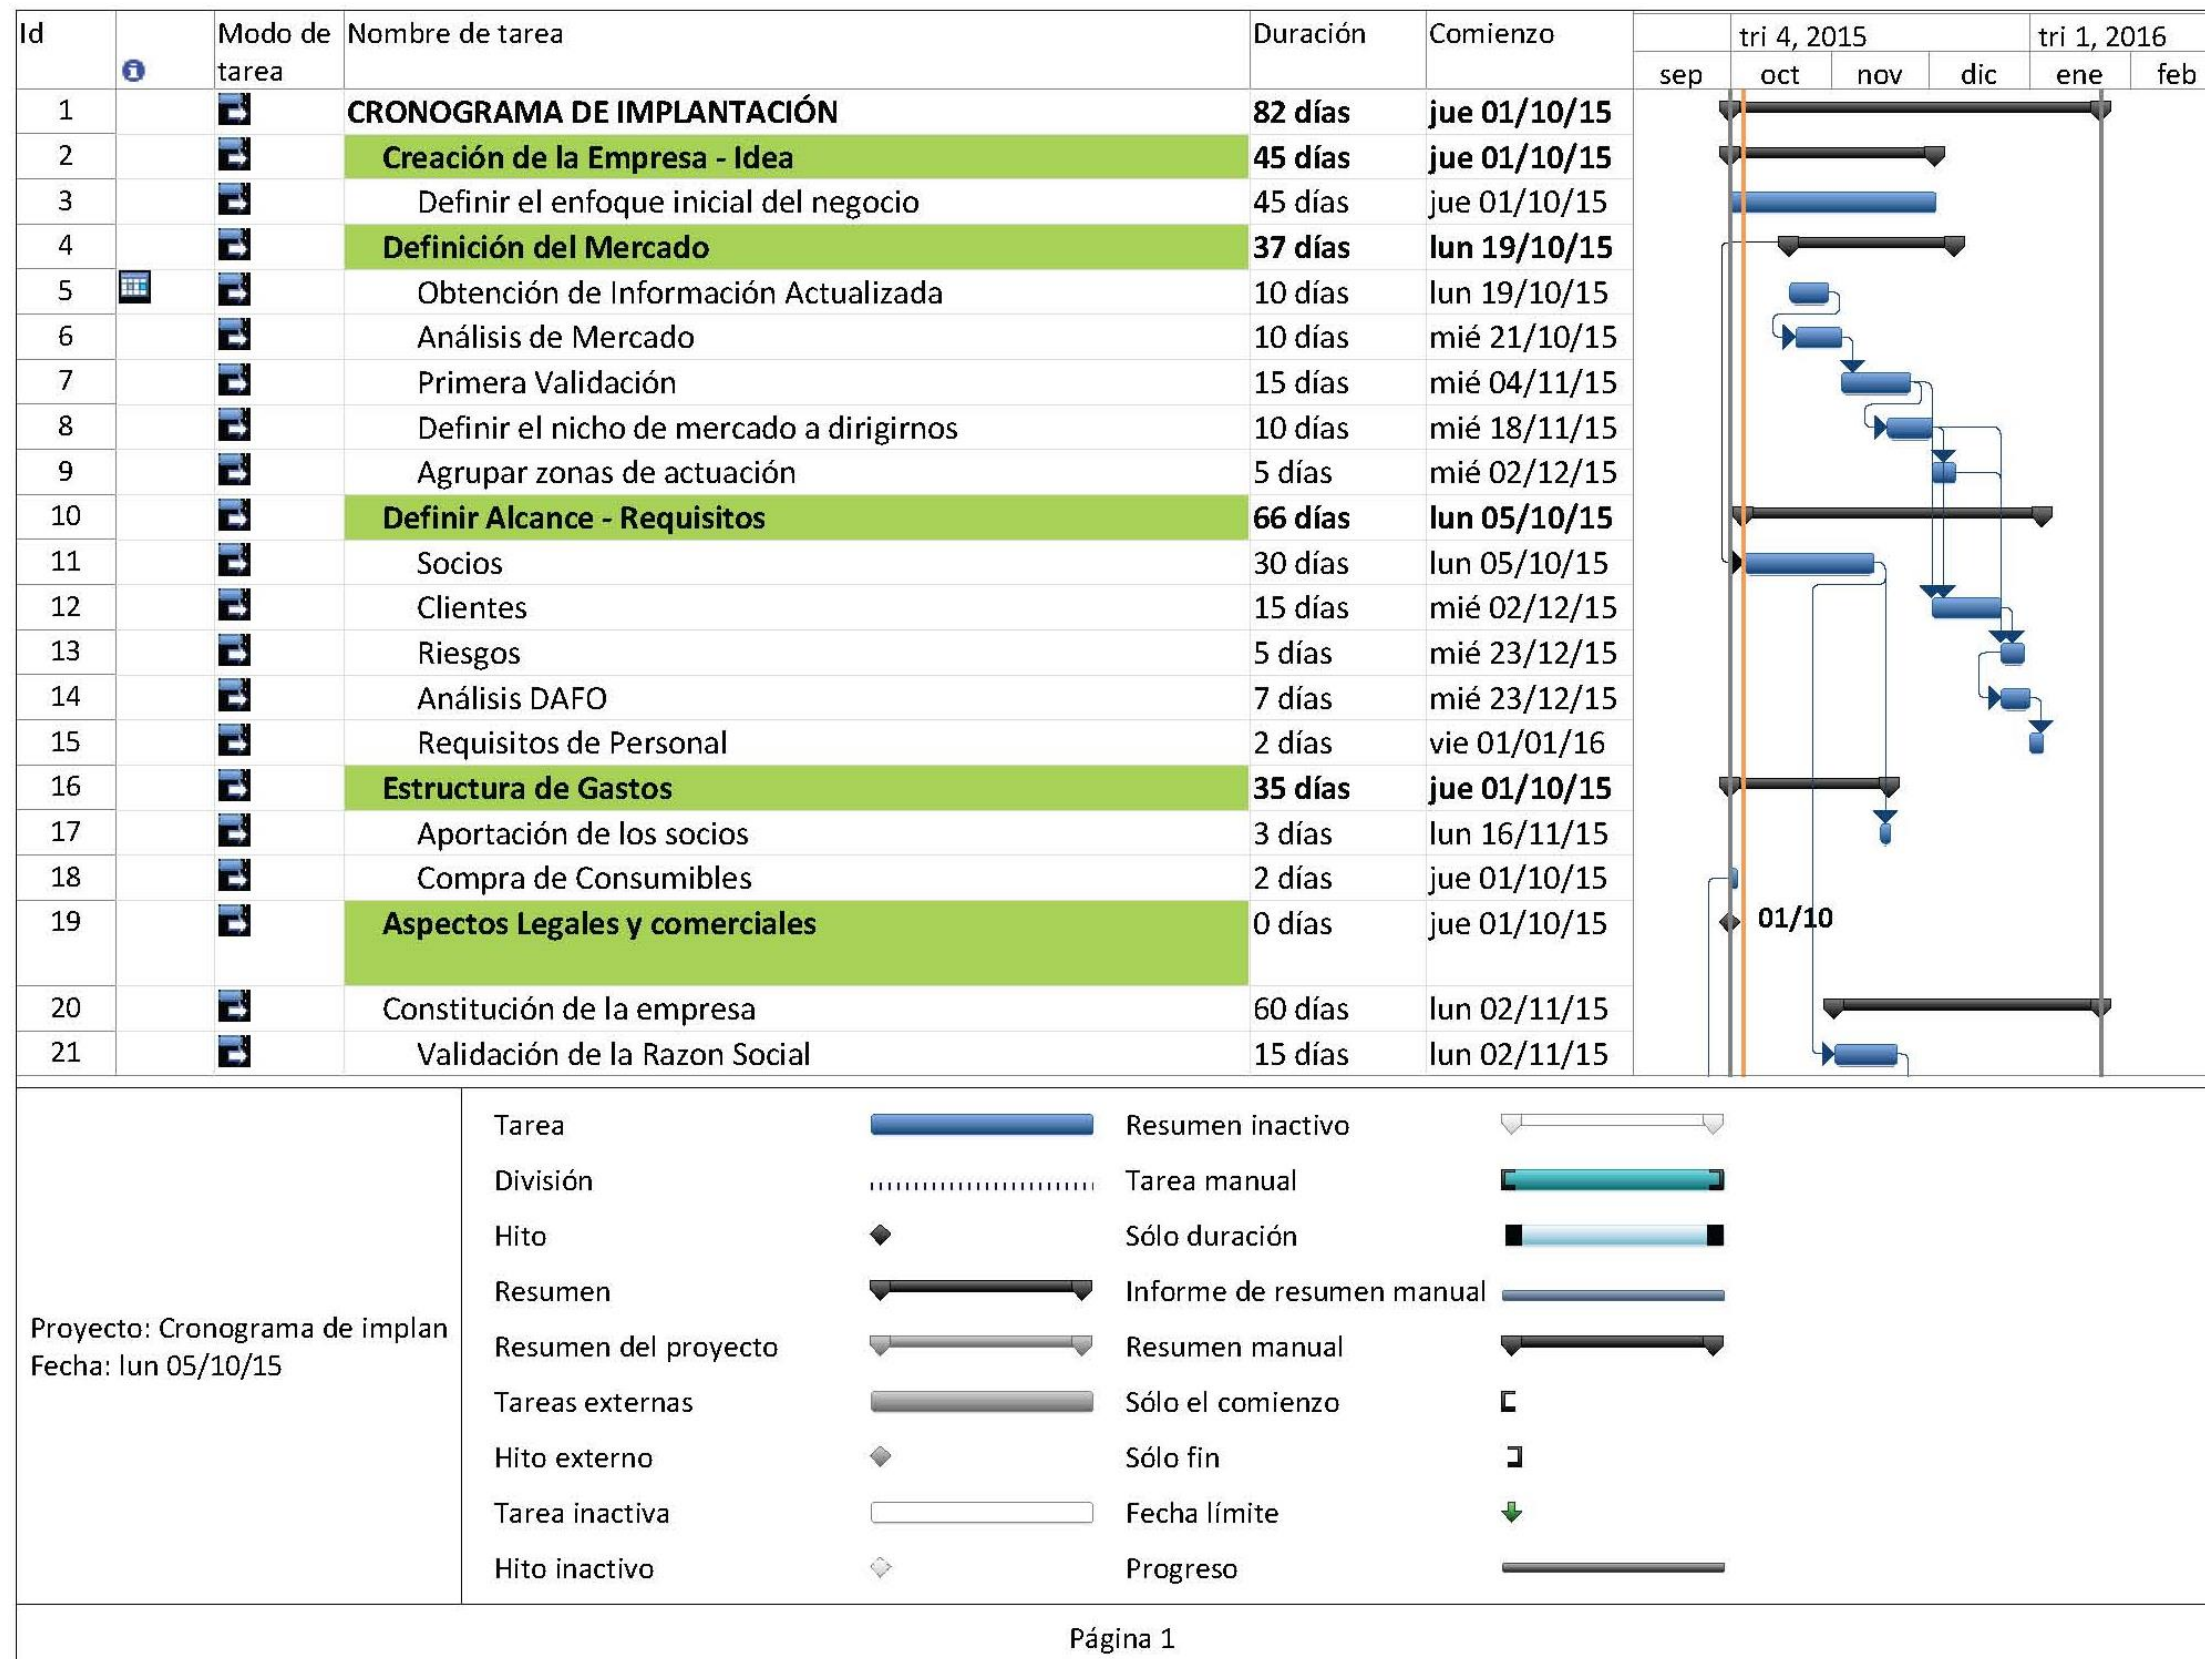 Id Modo de tarea Nombre de tarea Duración Comienzo tri 4, 2015 tri 1, 2016
sep oct nov dic ene feb
1 CRONOGRAMA DE IMPLANTACIÓN 82 días jue 01/10/15
2 Creación de la Empresa - Idea 45 días jue 01/10/15
3 Definir el enfoque inicial del negocio 45 días jue 01/10/15
4 Definición del Mercado 37 días lun 19/10/15
5 Obtención de Información Actualizada 10 días lun 19/10/15
6 Análisis de Mercado 10 días mié 21/10/15
7 Primera Validación 15 días mié 04/11/15
8 Definir el nicho de mercado a dirigirnos 10 días mié 18/11/15
9 Agrupar zonas de actuación 5 días mié 02/12/15
10 Definir Alcance - Requisitos 66 días lun 05/10/15
11 Socios 30 días lun 05/10/15
12 Clientes 15 días mié 02/12/15
13 Riesgos 5 días mié 23/12/15
14 Análisis DAFO 7 días mié 23/12/15
15 Requisitos de Personal 2 días vie 01/01/16
16 Estructura de Gastos 35 días jue 01/10/15
17 Aportación de los socios 3 días lun 16/11/15
18 Compra de Consumibles 2 días jue 01/10/15
19 Aspectos Legales y comerciales 0 días jue 01/10/15 01/10
20 Constitución de la empresa 60 días lun 02/11/15
21 Validación de la Razon Social 15 días lun 02/11/15
Proyecto: Cronograma de implan
Fecha: lun 05/10/15
Tarea
División
Hito
Resumen
Resumen del proyecto
Tareas externas
Hito externo
Tarea inactiva
Hito inactivo
Resumen inactivo
Tarea manual
Sólo duración
Informe de resumen manual
Resumen manual
Sólo el comienzo
Sólo fin
Fecha límite
Progreso
Página 1